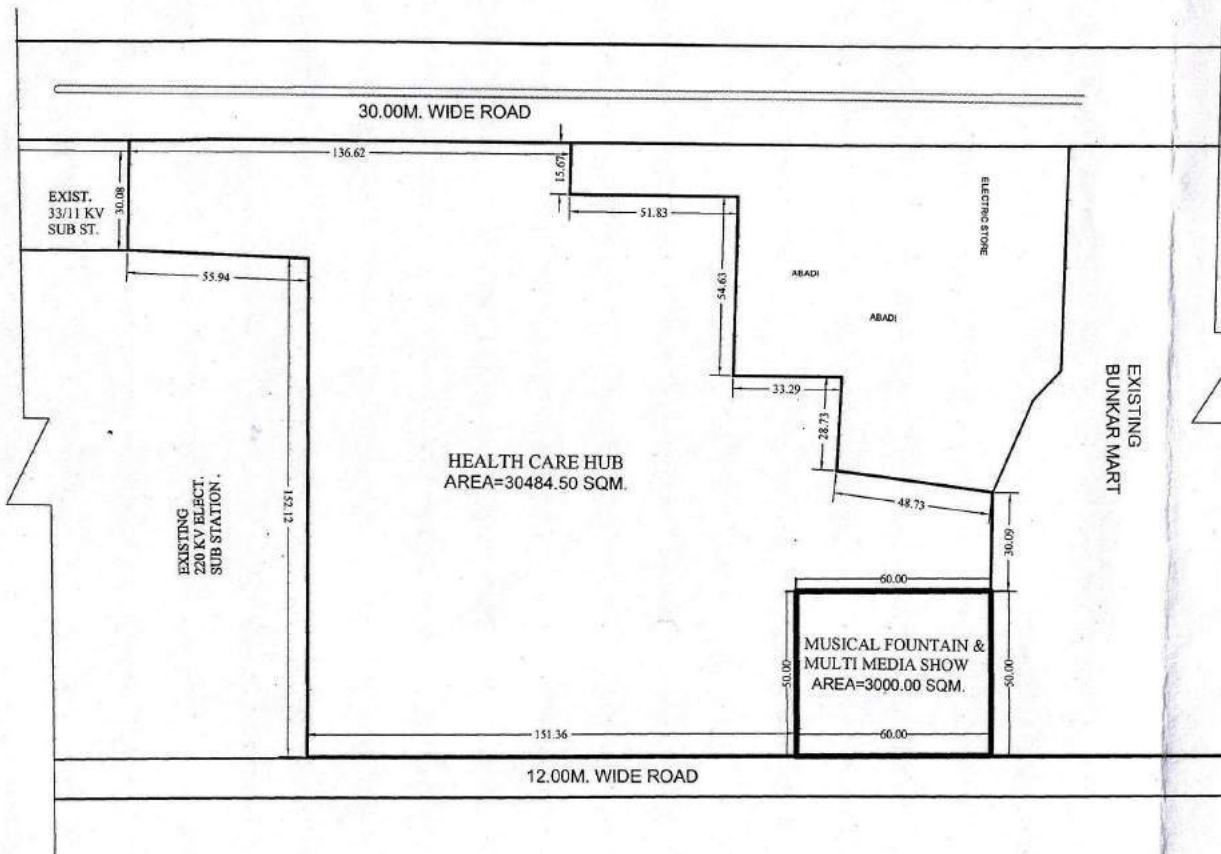 30.00M. WIDE ROAD
136.62
15.67
EXIST.
33/11 KV
SUB ST.
30.08
55.94
51.83
54.63
ELECTRIC STORE
ABADI
ABADI
33.29
28.73
EXISTING
BUNKAR MART
HEALTH CARE HUB
AREA=30484.50 SQM.
48.73
EXISTING
220 KV ELECT.
SUB STATION.
152.12
30.09
60.00
MUSICAL FOUNTAIN &
MULTI MEDIA SHOW
AREA=3000.00 SQM.
50.00
50.00
151.36
60.00
12.00M. WIDE ROAD